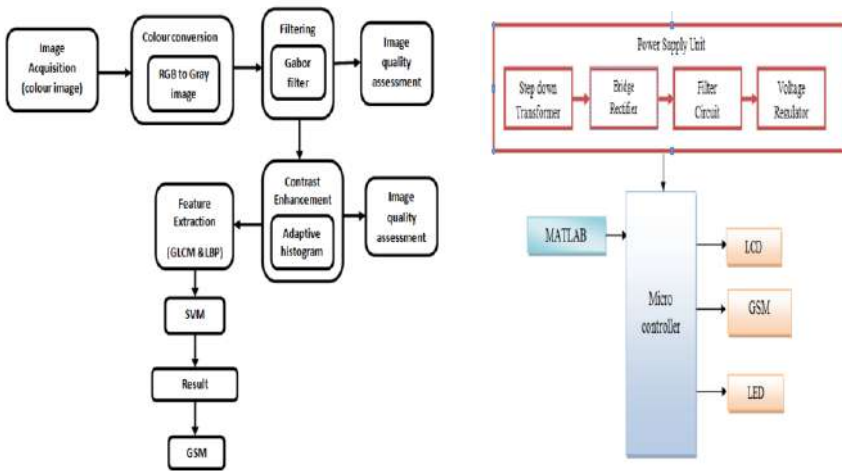 Image
Acquisition
(colour image)
Colour conversion
RGB to Gray
image
Filtering
Gabor
filter
Image
quality
assessment
Contrast
Enhancement
Adaptive
histogram
Image
quality
assessment
Feature
Extraction
(GLCM &LBP)
SVM
Result
GSM
Power Supply Unit
Step down
Transformer
Bridge
Rectifier
Filter
Circuit
Voltage
Regulator
MATLAB
Micro
controller
LCD
GSM
LED